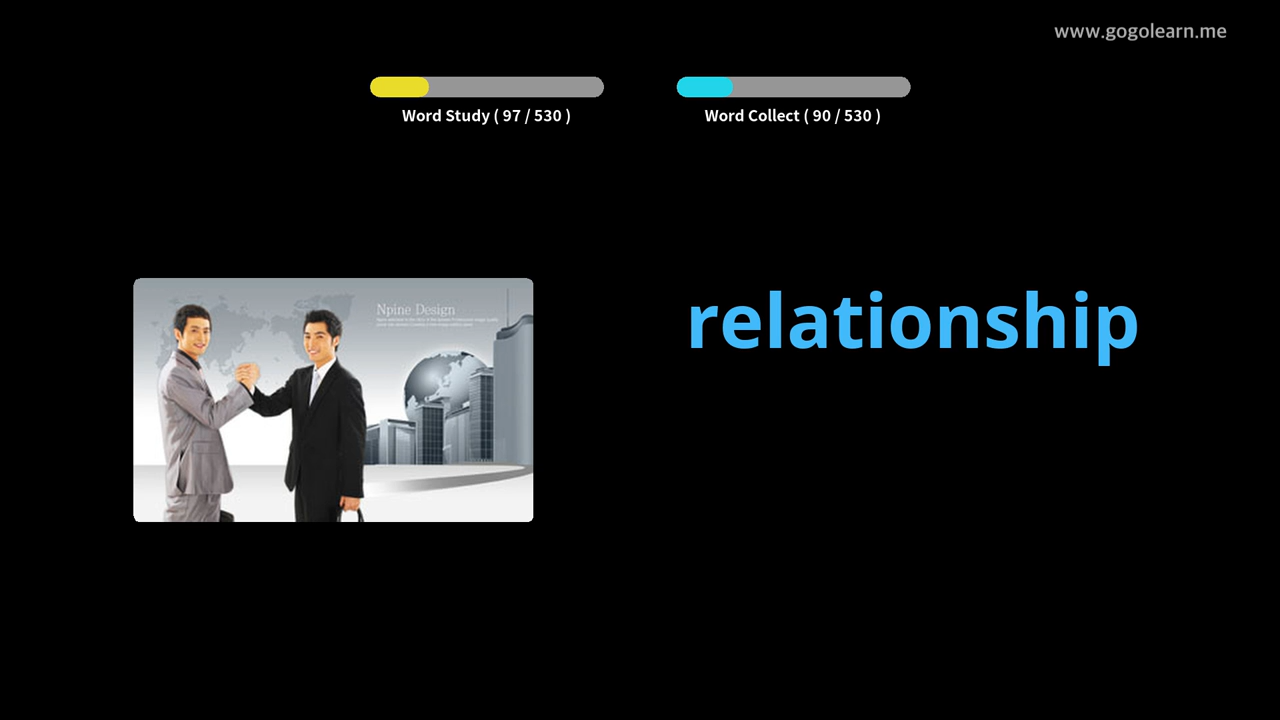 www.gogolearn.me
Word Study ( 97 / 530 )
Word Collect ( 90 / 530 )
Npine Design
relationship